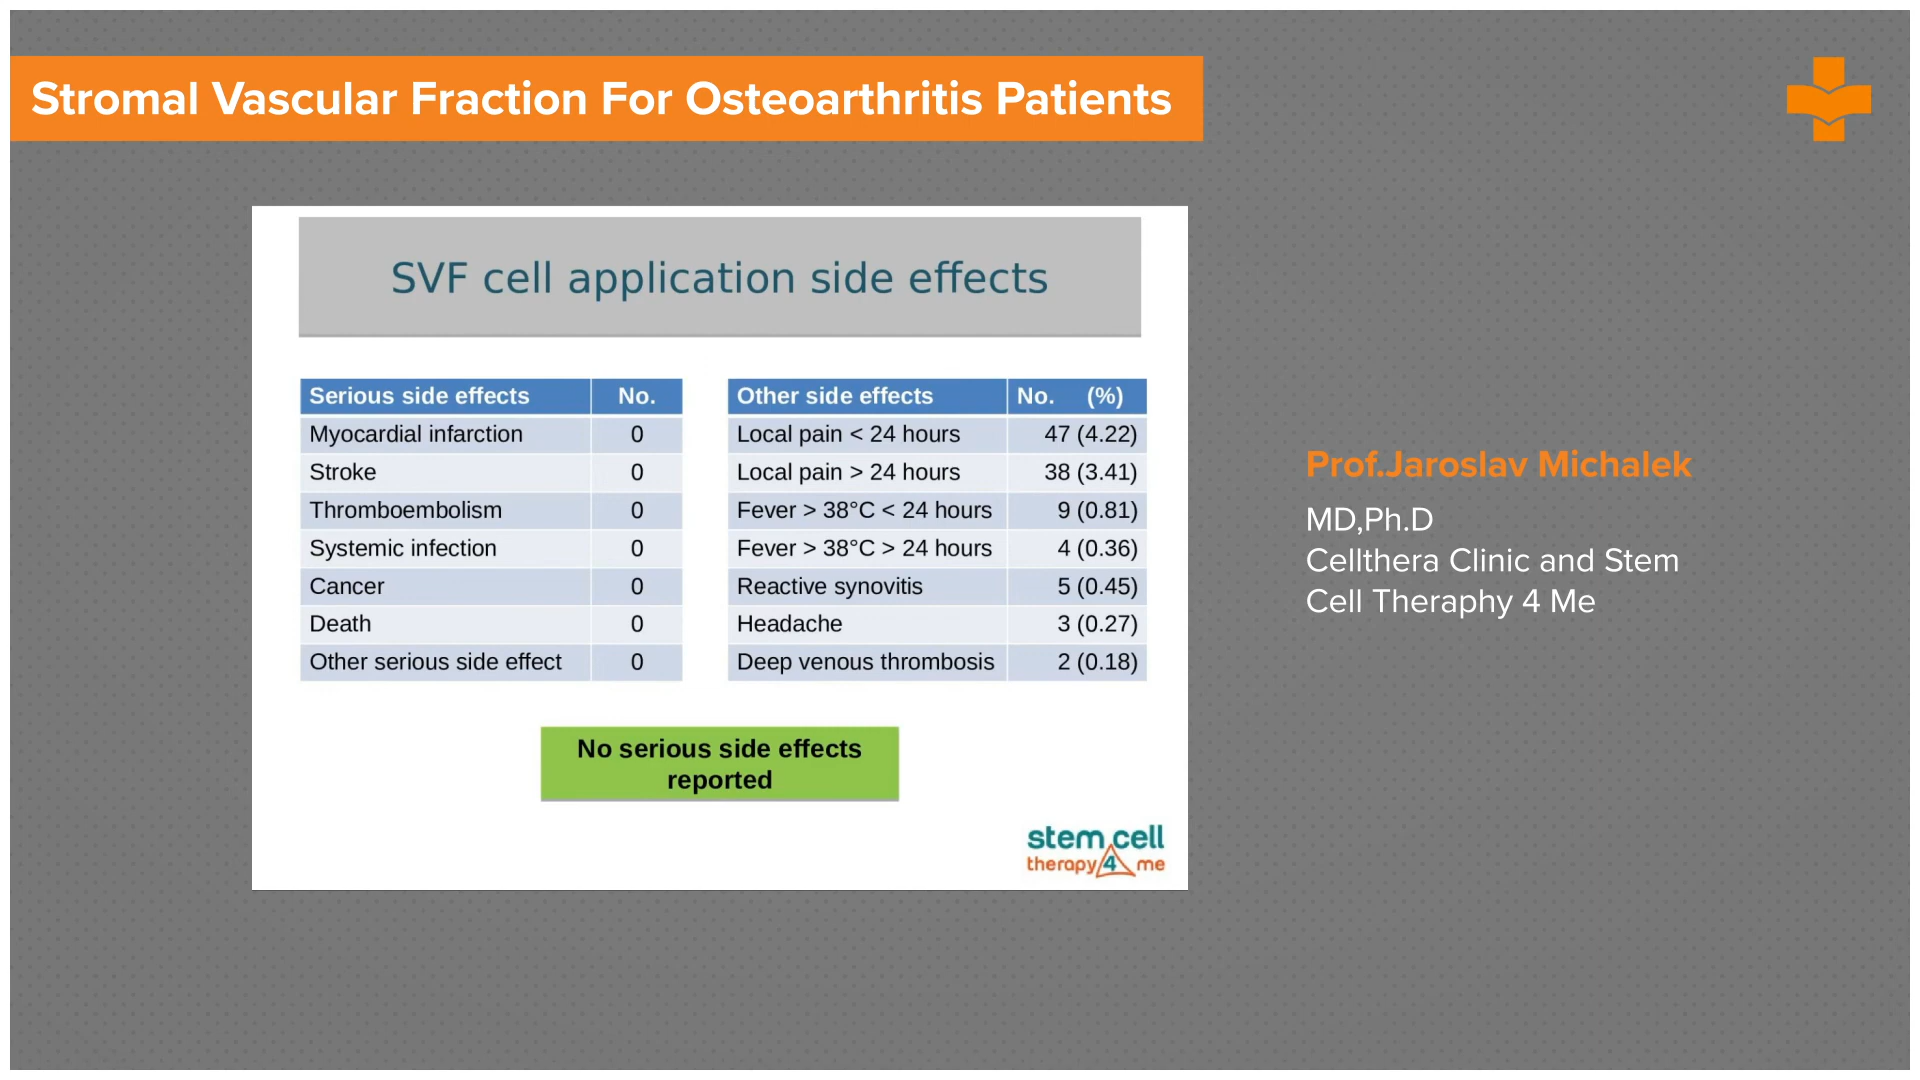 Stromal Vascular Fraction For Osteoarthritis Patients
SVF cell application side effects
Serious side effects No.
Myocardial infarction 0
Stroke 0
Thromboembolism 0
Systemic infection 0
Cancer 0
Death 0
Other serious side effect 0
Other side effects No. (%)
Local pain < 24 hours 47 (4.22)
Local pain > 24 hours 38 (3.41)
Fever > 38°C < 24 hours 9 (0.81)
Fever > 38°C > 24 hours 4 (0.36)
Reactive synovitis 5 (0.45)
Headache 3 (0.27)
Deep venous thrombosis 2 (0.18)
No serious side effects
reported
stem cell
therapy 4 me
Prof.Jaroslav Michalek
MD,Ph.D
Cellthera Clinic and Stem
Cell Theraphy 4 Me